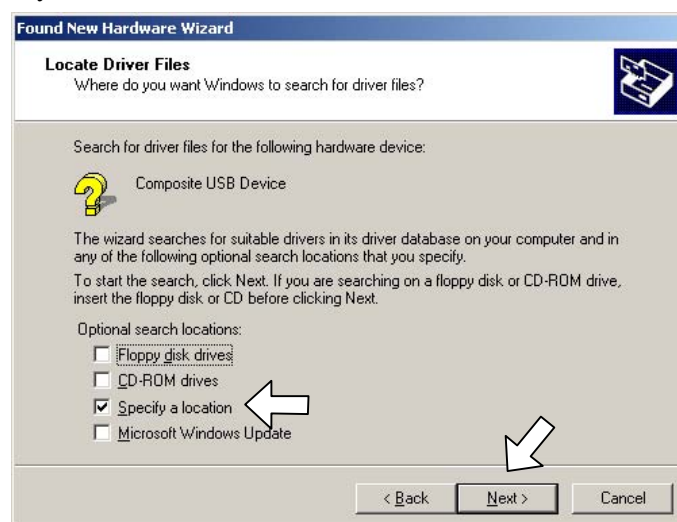 Found New Hardware Wizard
Locate Driver Files
Where do you want Windows to search for driver files?
Search for driver files for the following hardware device:
Composite USB Device
The wizard searches for suitable drivers in its driver database on your computer and in
any of the following optional search locations that you specify.
To start the search, click Next. If you are searching on a floppy disk or CD-ROM drive,
insert the floppy disk or CD before clicking Next.
Optional search locations:
Floppy disk drives
CD-ROM drives
Specify a location
Microsoft Windows Update
< Back Next > Cancel